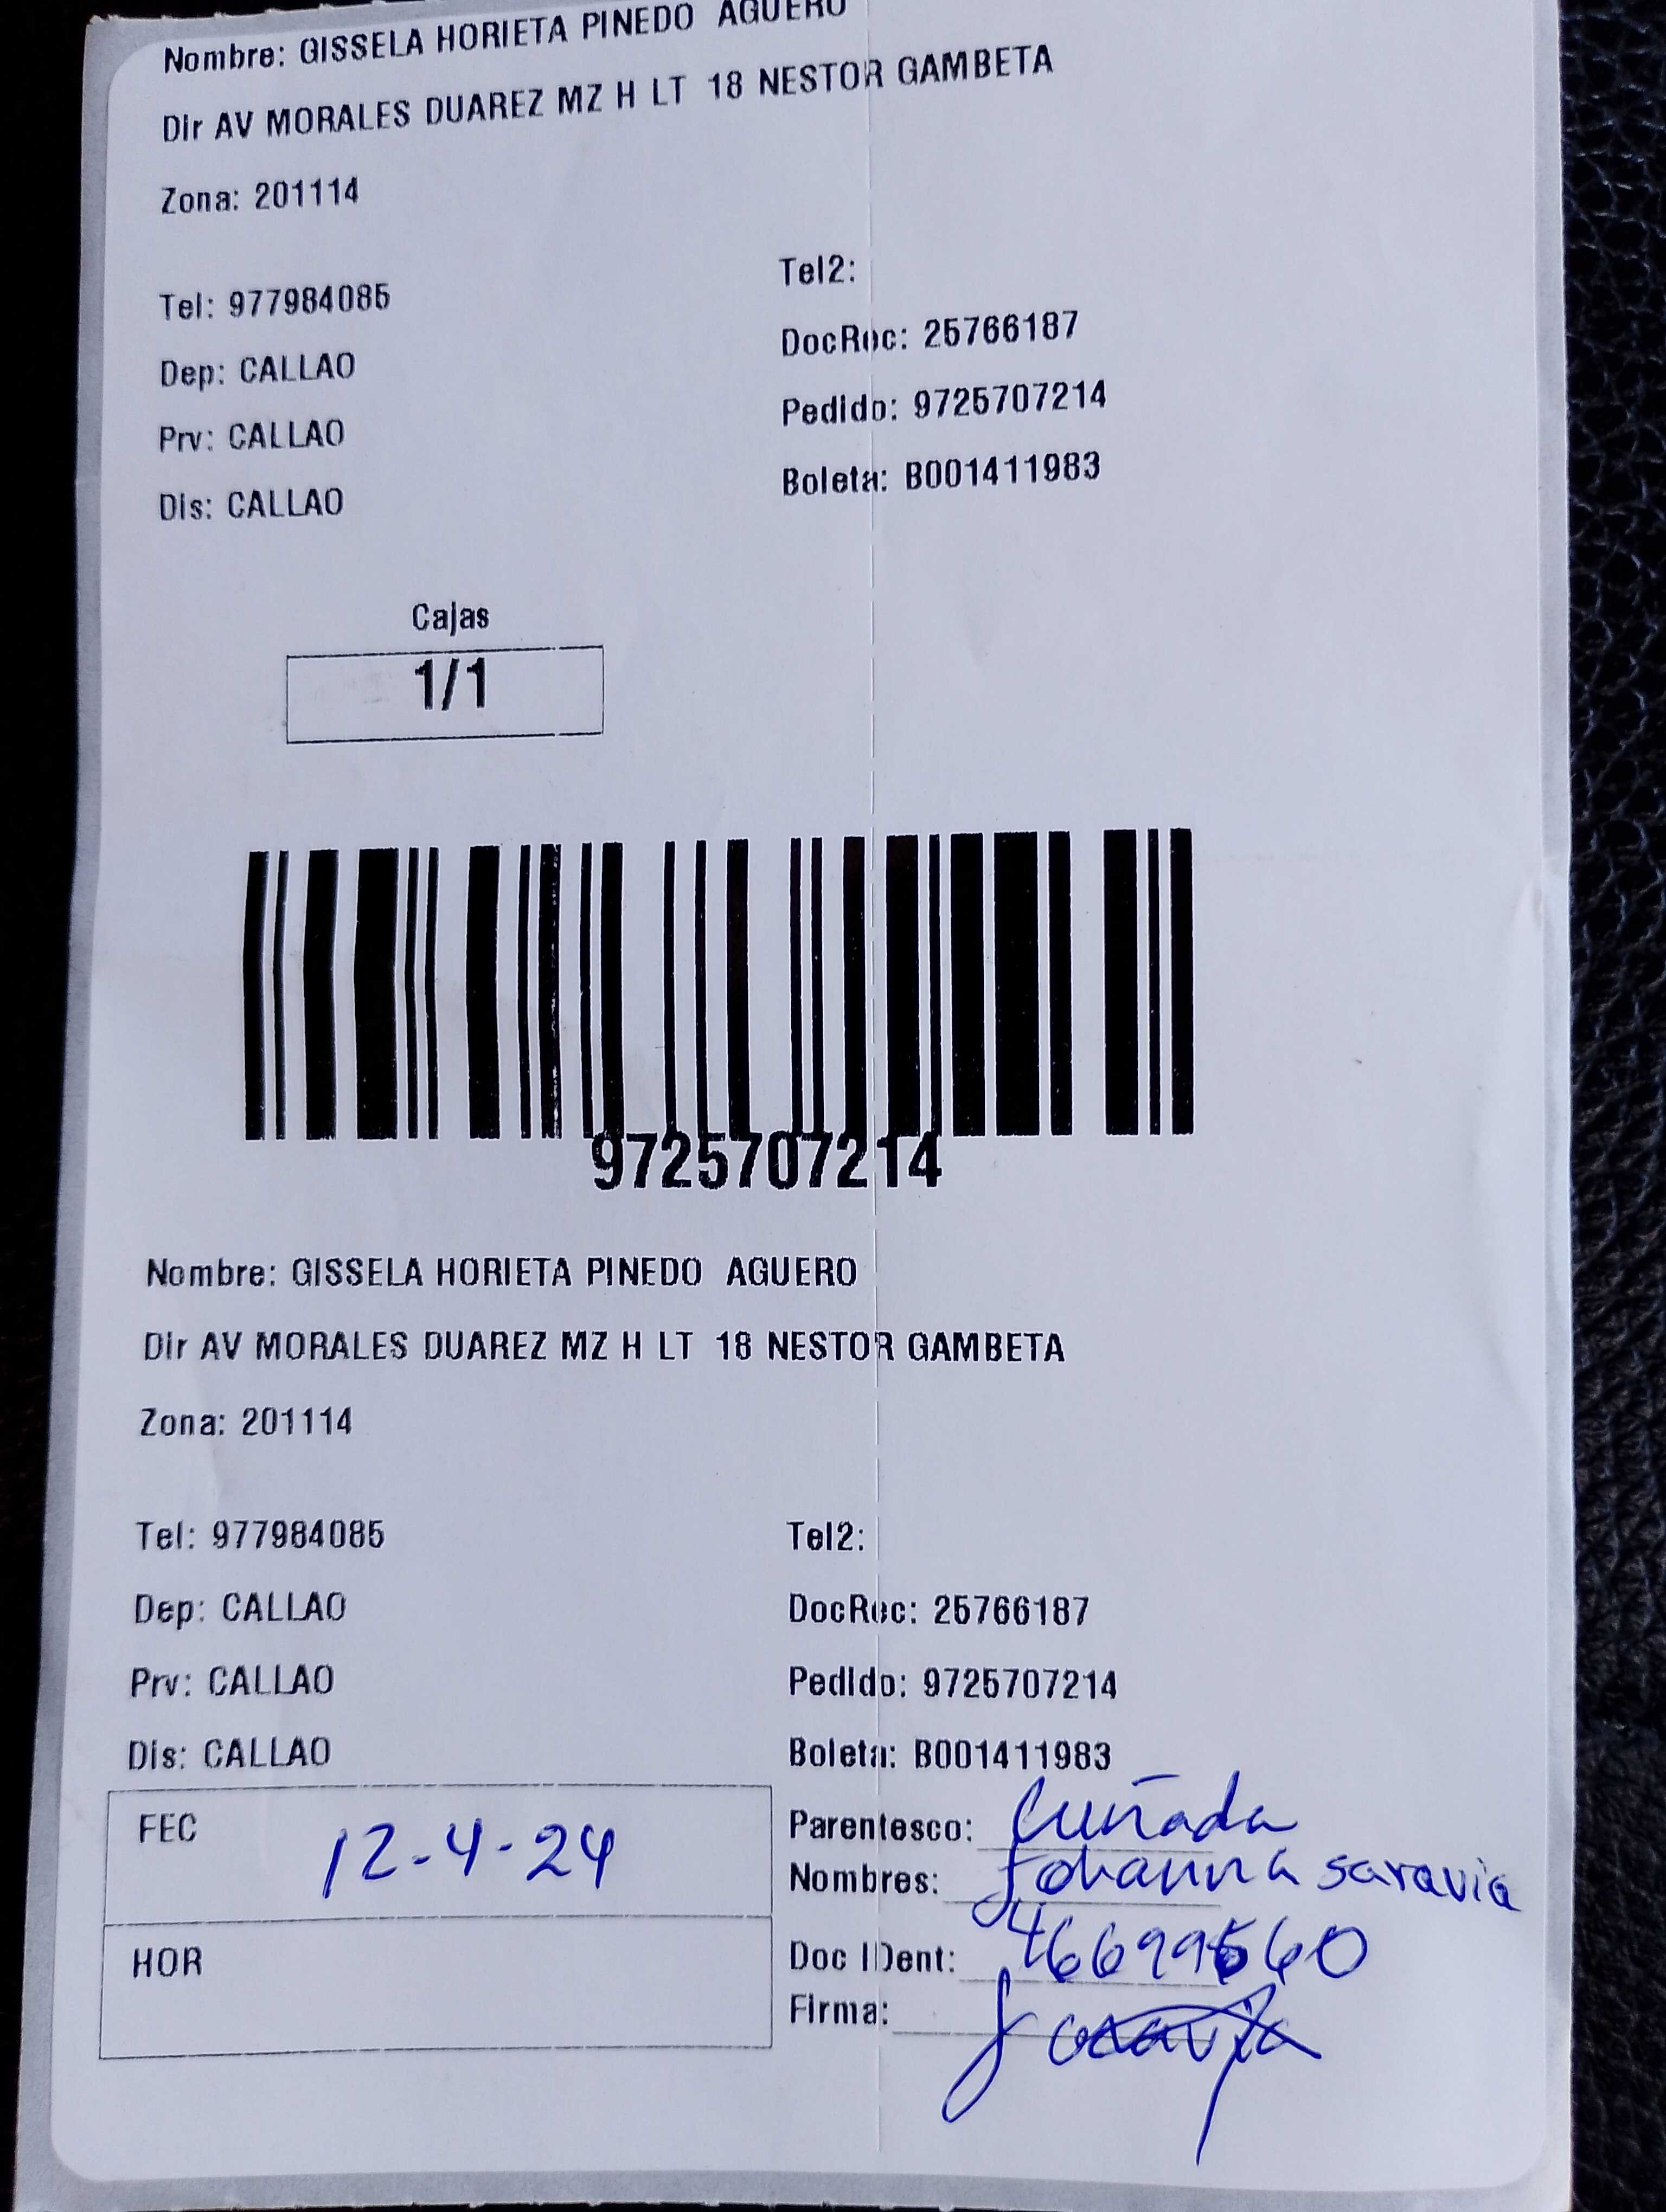 Nombre: GISSELA HORIETA PINEDO AGUERO
Dir AV MORALES DUAREZ MZ H LT 18 NESTOR GAMBETA
Zona: 201114
Tel: 977984085
Tel2:
Dep: CALLAO
DocRec: 25766187
Prv: CALLAO
Pedido: 9725707214
Dis: CALLAO
Boleta: B001411983
Cajas
1/1
9725707214
Nombre: GISSELA HORIETA PINEDO AGUERO
Dir AV MORALES DUAREZ MZ H LT 18 NESTOR GAMBETA
Zona: 201114
Tel: 977984085
Tel2:
Dep: CALLAO
DocRec: 25766187
Prv: CALLAO
Pedido: 9725707214
Dis: CALLAO
Boleta: B001411983
FEC 12-4-24
Parentesco: Cuñada
Nombres: Johanna saravia
HOR
Doc IDent: 46699560
Firma: